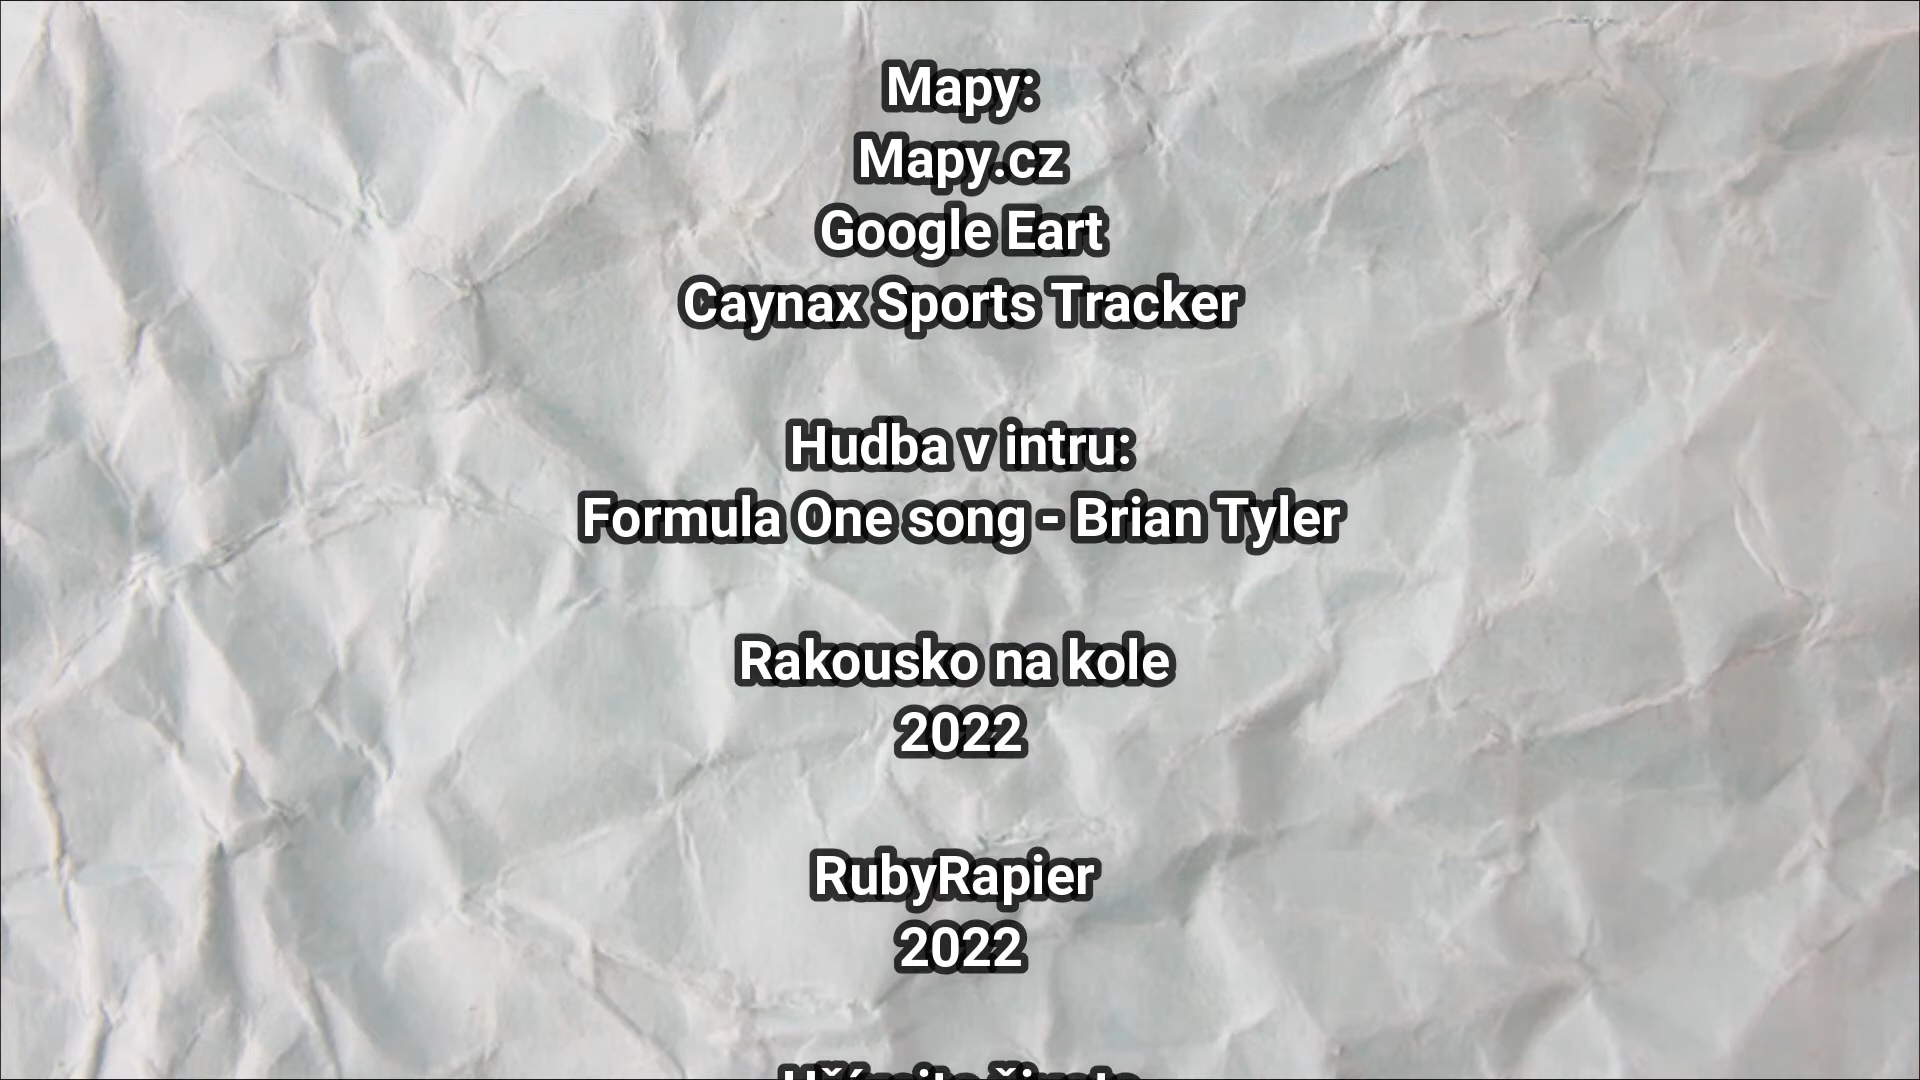 Mapy:
Mapy.cz
Google Eart
Caynax Sports Tracker
Hudba v intru:
Formula One song - Brian Tyler
Rakousko na kole
2022
RubyRapier
2022